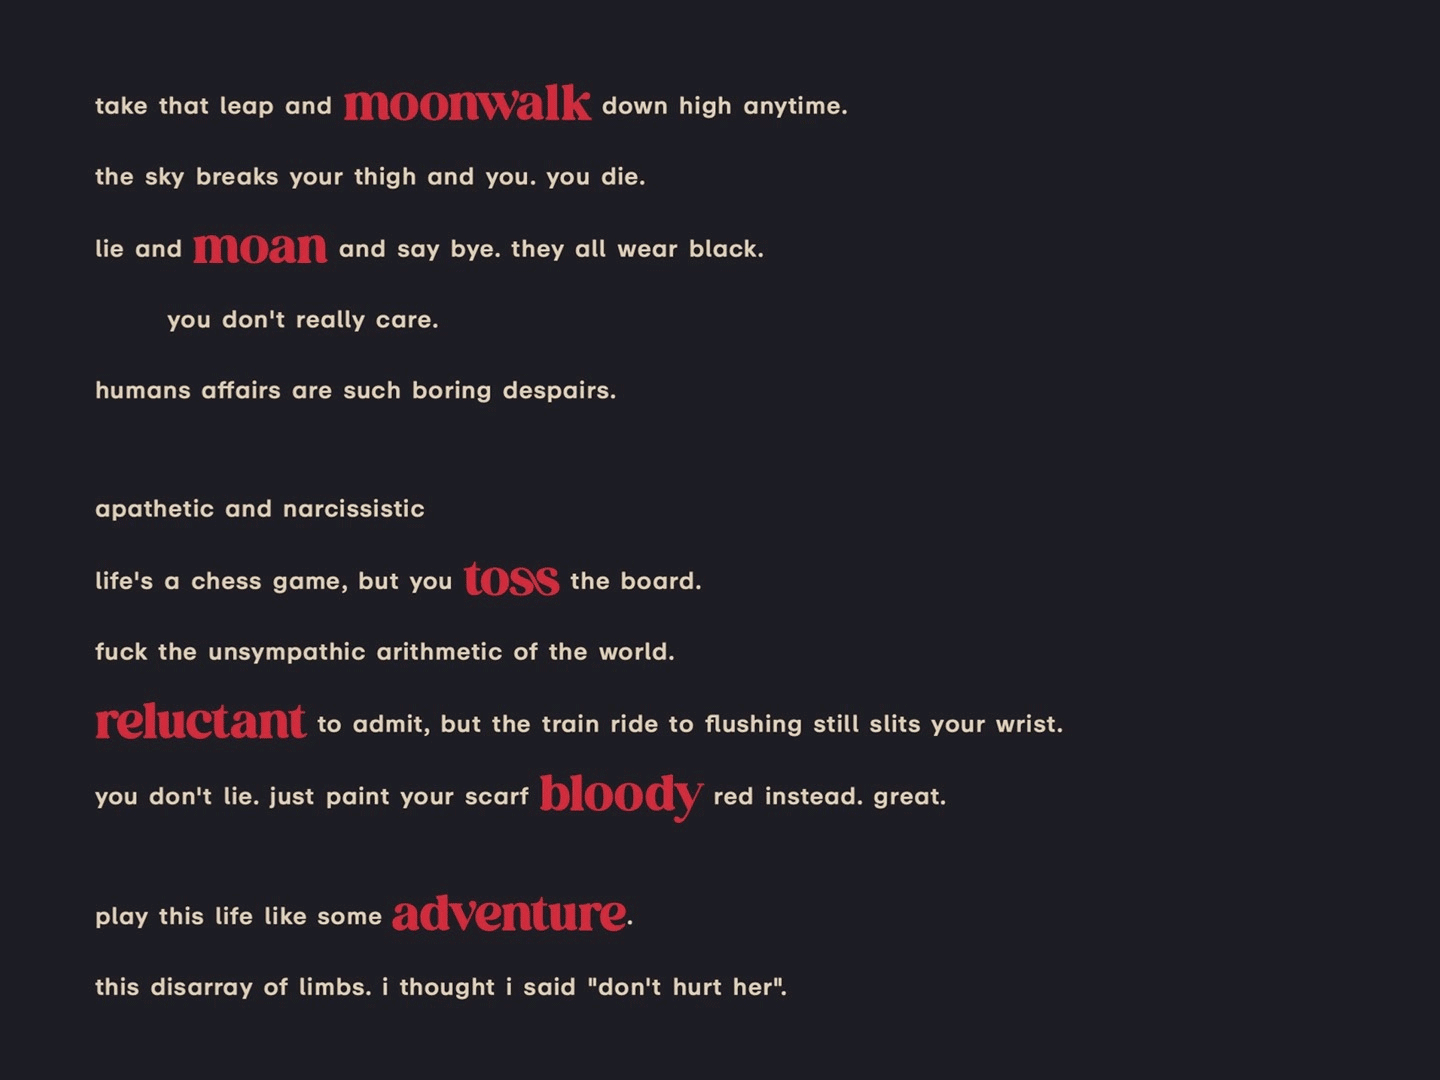 take that leap and moonwalk down high anytime.
the sky breaks your thigh and you. you die.
lie and moan and say bye. they all wear black.
you don't really care.
humans affairs are such boring despairs.
apathetic and narcissistic
life's a chess game, but you toss the board.
fuck the unsympathic arithmetic of the world.
reluctant to admit, but the train ride to flushing still slits your wrist.
you don't lie. just paint your scarf bloody red instead. great.
play this life like some adventure.
this disarray of limbs. i thought i said "don't hurt her".